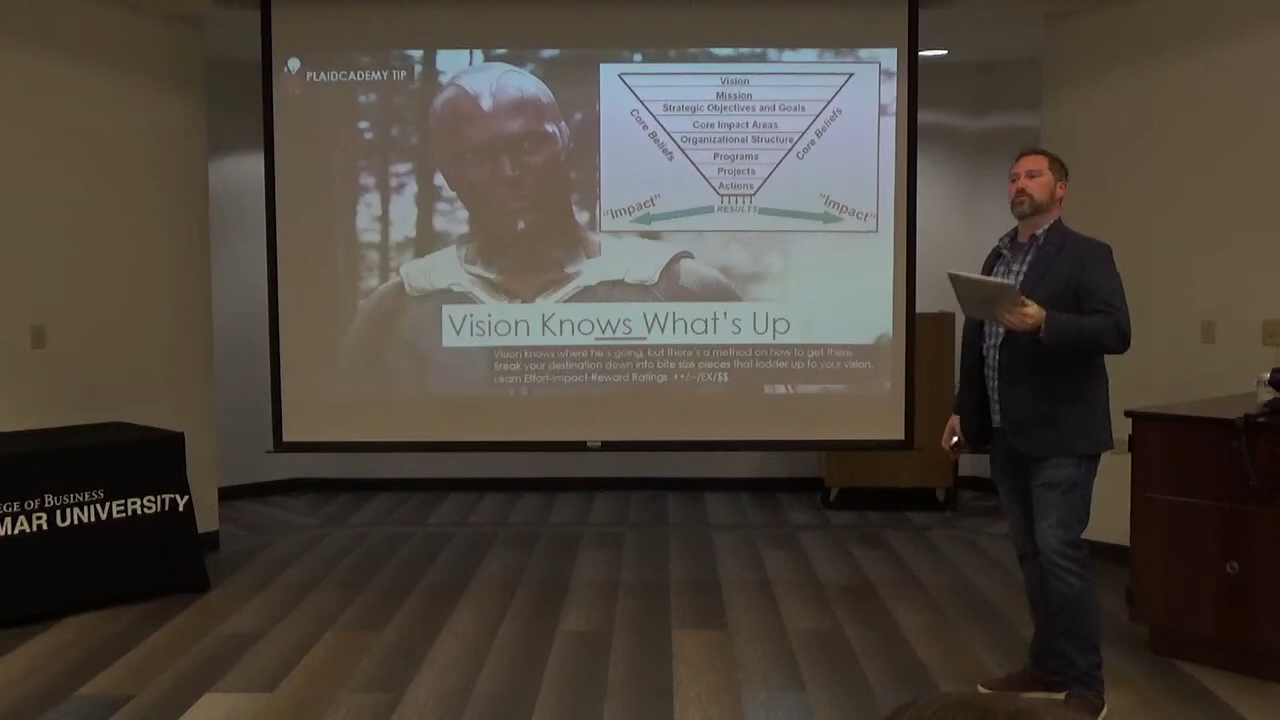 PLAIDCADEMY TIP
Vision
Mission
Strategic Objectives and Goals
Core Impact Areas
Organizational Structure
Programs
Projects
Actions
Core Beliefs
Core Beliefs
"Impact"
RESULTS
"Impact"
Vision Knows What's Up
Vision knows where he's going, but there's a method on how to get there.
Break your destination down into bite size pieces that ladder up to your vision.
Learn Effort-Impact-Reward Ratings ++/--/EX/$$
EGE OF BUSINESS
MAR UNIVERSITY